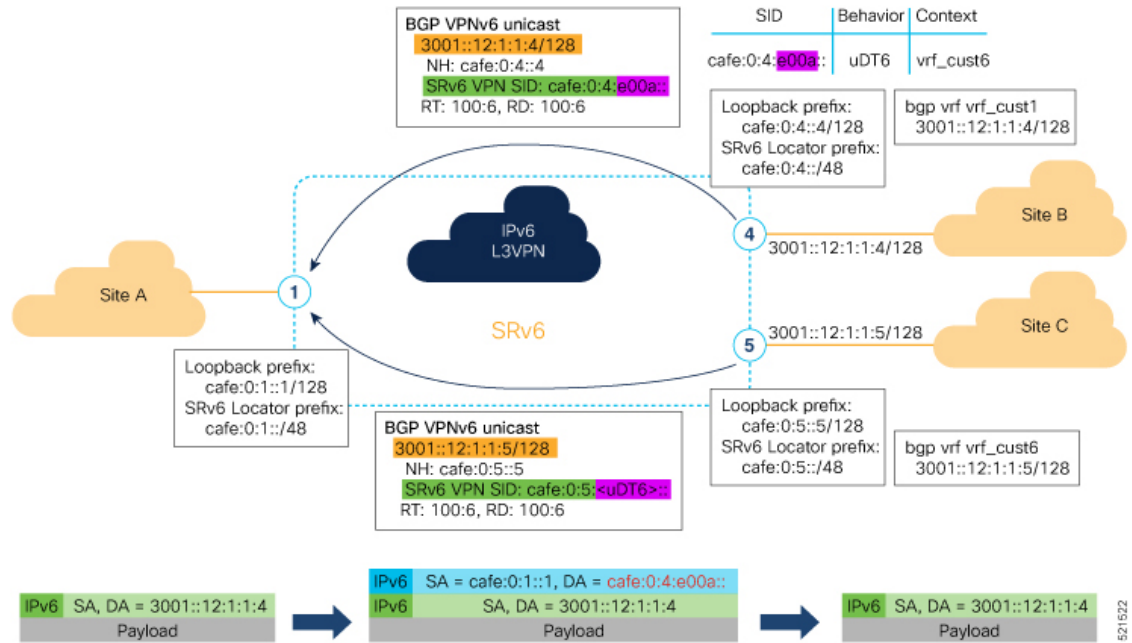 BGP VPNv6 unicast
3001::12:1:1:4/128
NH: cafe:0:4::4
SRv6 VPN SID: cafe:0:4:e00a::
RT: 100:6, RD: 100:6
SID Behavior Context
cafe:0:4:e00a:: uDT6 vrf_cust6
Loopback prefix:
cafe:0:4::4/128
SRv6 Locator prefix:
cafe:0:4::/48
bgp vrf vrf_cust1
3001::12:1:1:4/128
IPv6
L3VPN
Site A
1
4
3001::12:1:1:4/128
Site B
SRv6
5
3001::12:1:1:5/128
Site C
Loopback prefix:
cafe:0:1::1/128
SRv6 Locator prefix:
cafe:0:1::/48
BGP VPNv6 unicast
3001::12:1:1:5/128
NH: cafe:0:5::5
SRv6 VPN SID: cafe:0:5:<uDT6>::
RT: 100:6, RD: 100:6
Loopback prefix:
cafe:0:5::5/128
SRv6 Locator prefix:
cafe:0:5::/48
bgp vrf vrf_cust6
3001::12:1:1:5/128
IPv6 SA, DA = 3001::12:1:1:4
Payload
IPv6 SA = cafe:0:1::1, DA = cafe:0:4:e00a::
IPv6 SA, DA = 3001::12:1:1:4
Payload
IPv6 SA, DA = 3001::12:1:1:4
Payload
521522